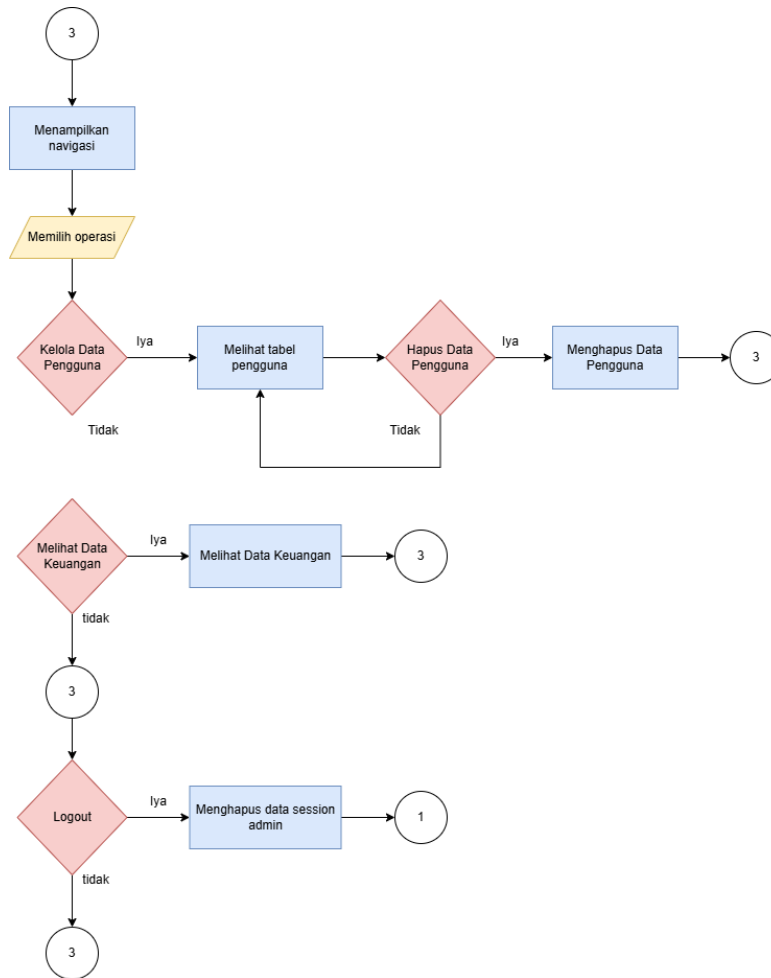 3
Menampilkan
navigasi
Memilih operasi
Kelola Data
Pengguna
Iya
Melihat tabel
pengguna
Hapus Data
Pengguna
Iya
Menghapus Data
Pengguna
3
Tidak
Tidak
Melihat Data
Keuangan
Iya
Melihat Data Keuangan
3
tidak
3
Logout
Iya
Menghapus data session
admin
1
tidak
3